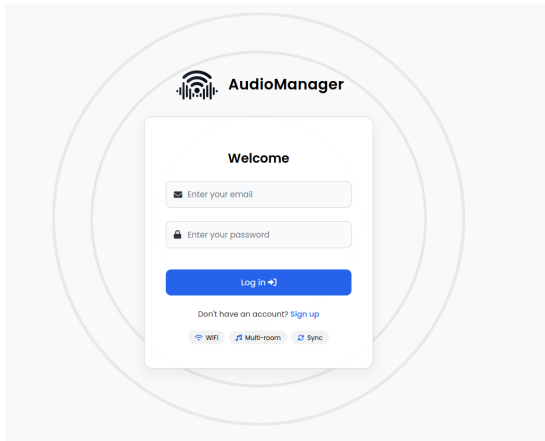 AudioManager
Welcome
Enter your email
Enter your password
Log in
Don't have an account? Sign up
WiFi Multi-room Sync